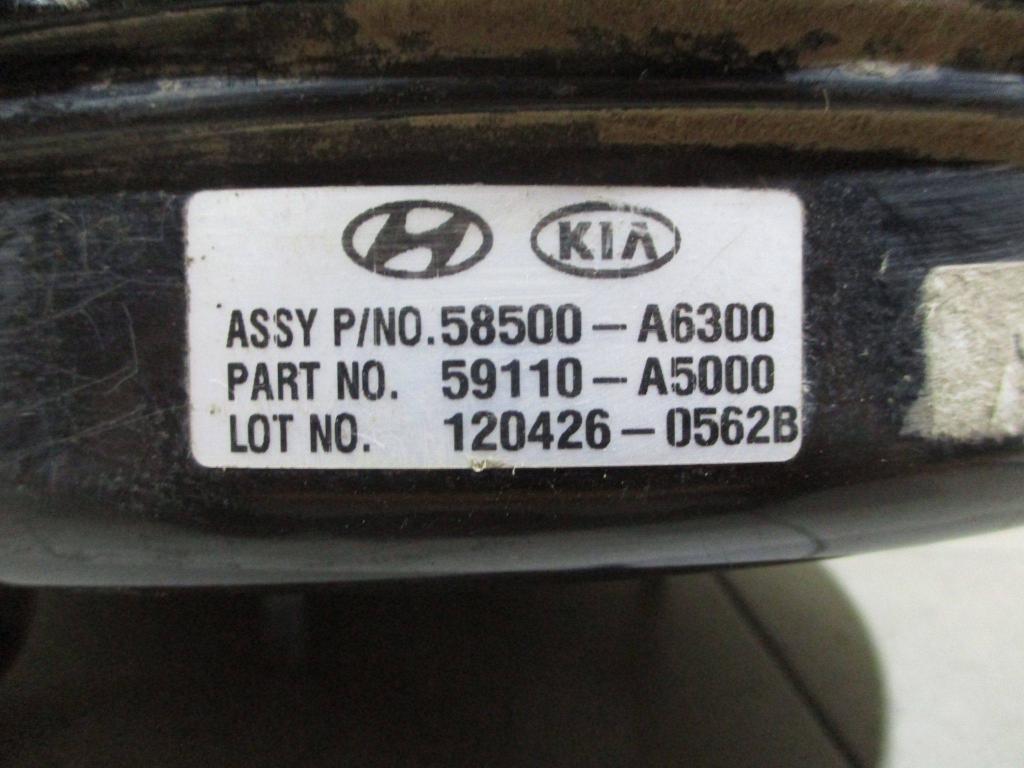 KIA
ASSY P/NO. 58500-A6300
PART NO. 59110-A5000
LOT NO. 120426-0562B